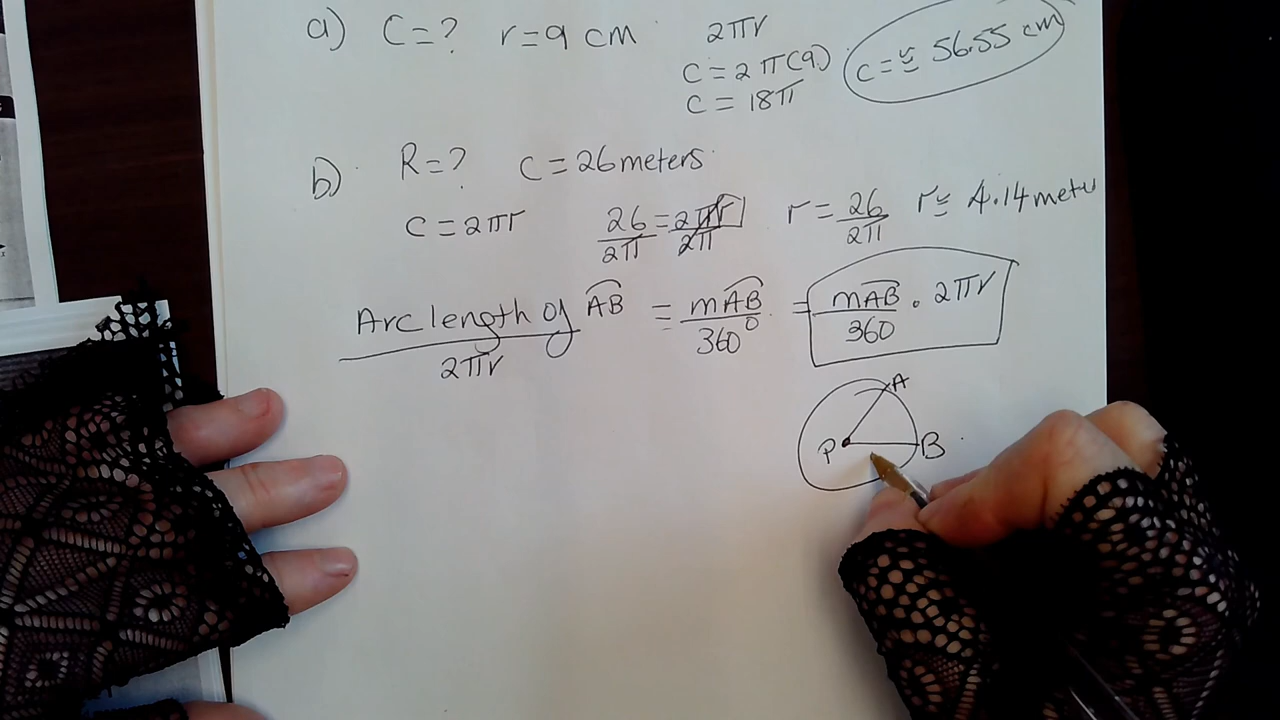 a) C = ? r = 9 cm 2πr
C = 2π(9)
C = 18π
C = ≅ 56.55 cm
b) R = ? C = 26 meters
C = 2πr 26/2π = 2πr/2π r = 26/2π r ≅ 4.14 mete
Arc length of AB͡ / 2πr = mAB͡ / 360° = mAB͡ / 360 · 2πr
A
P B